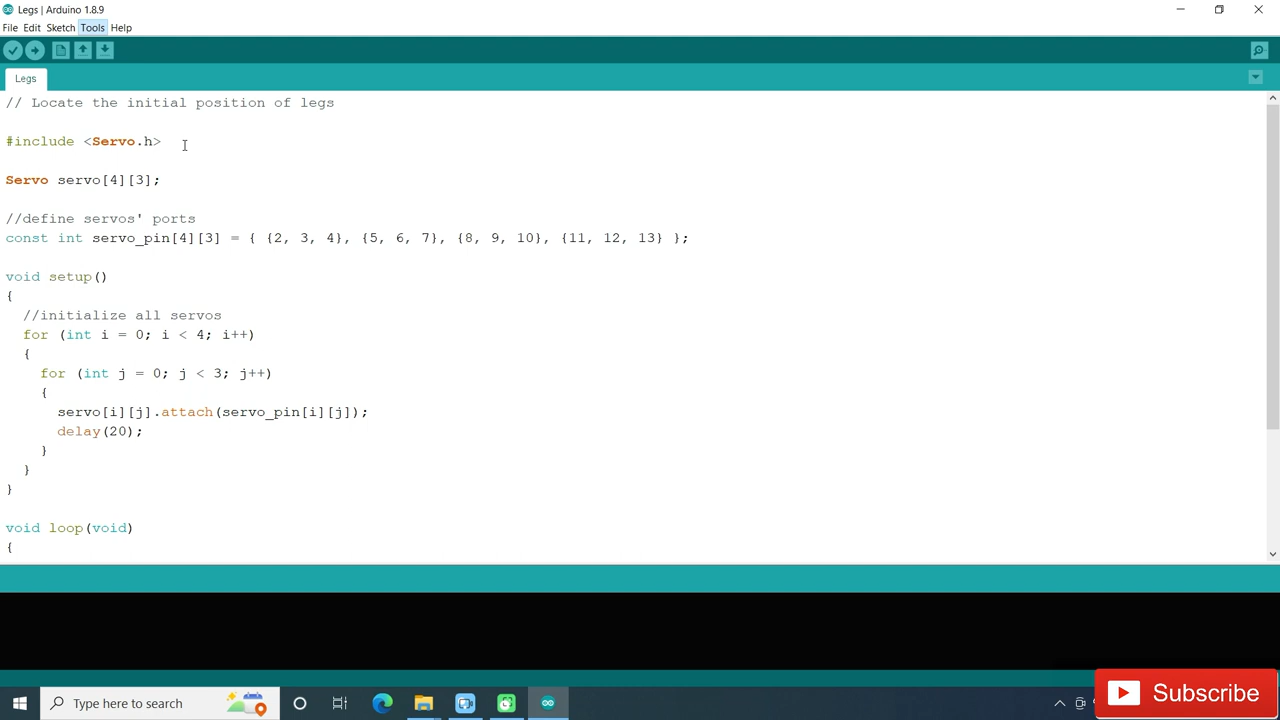 Legs | Arduino 1.8.9
File Edit Sketch Tools Help
Legs
// Locate the initial position of legs
#include <Servo.h>
Servo servo[4][3];
//define servos' ports
const int servo_pin[4][3] = { {2, 3, 4}, {5, 6, 7}, {8, 9, 10}, {11, 12, 13} };
void setup()
{
//initialize all servos
for (int i = 0; i < 4; i++)
{
for (int j = 0; j < 3; j++)
{
servo[i][j].attach(servo_pin[i][j]);
delay(20);
}
}
}
void loop(void)
{
Type here to search
Subscribe